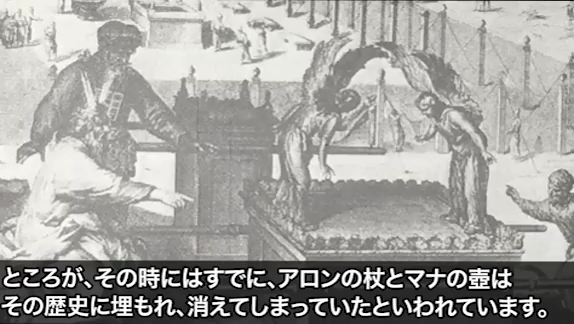 ところが、その時にはすでに、アロンの杖とマナの壺は
その歴史に埋もれ、消えてしまっていたといわれています。